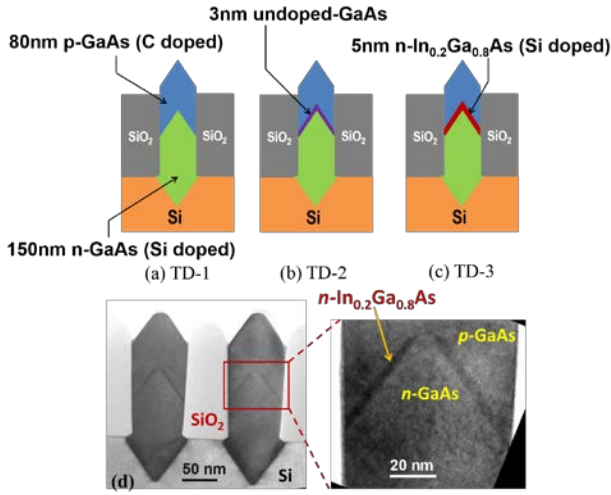 3nm undoped-GaAs
80nm p-GaAs (C doped)
5nm n-In0.2Ga0.8As (Si doped)
SiO2 SiO2 SiO2 SiO2 SiO2 SiO2
Si Si Si
150nm n-GaAs (Si doped)
(a) TD-1 (b) TD-2 (c) TD-3
n-In0.2Ga0.8As
p-GaAs
n-GaAs
SiO2
(d) 50 nm Si 20 nm